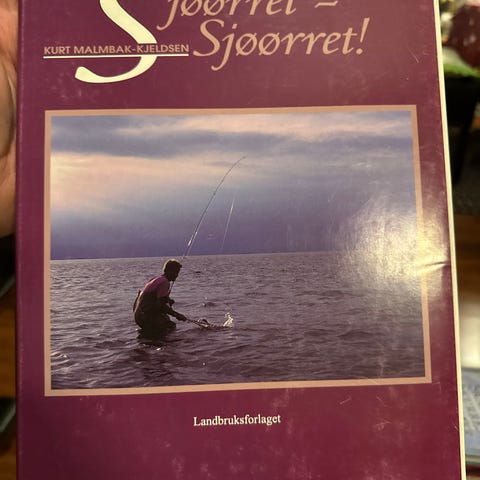 Sjøørret –
KURT MALMBAK-KJELDSEN
Sjøørret!
Landbruksforlaget